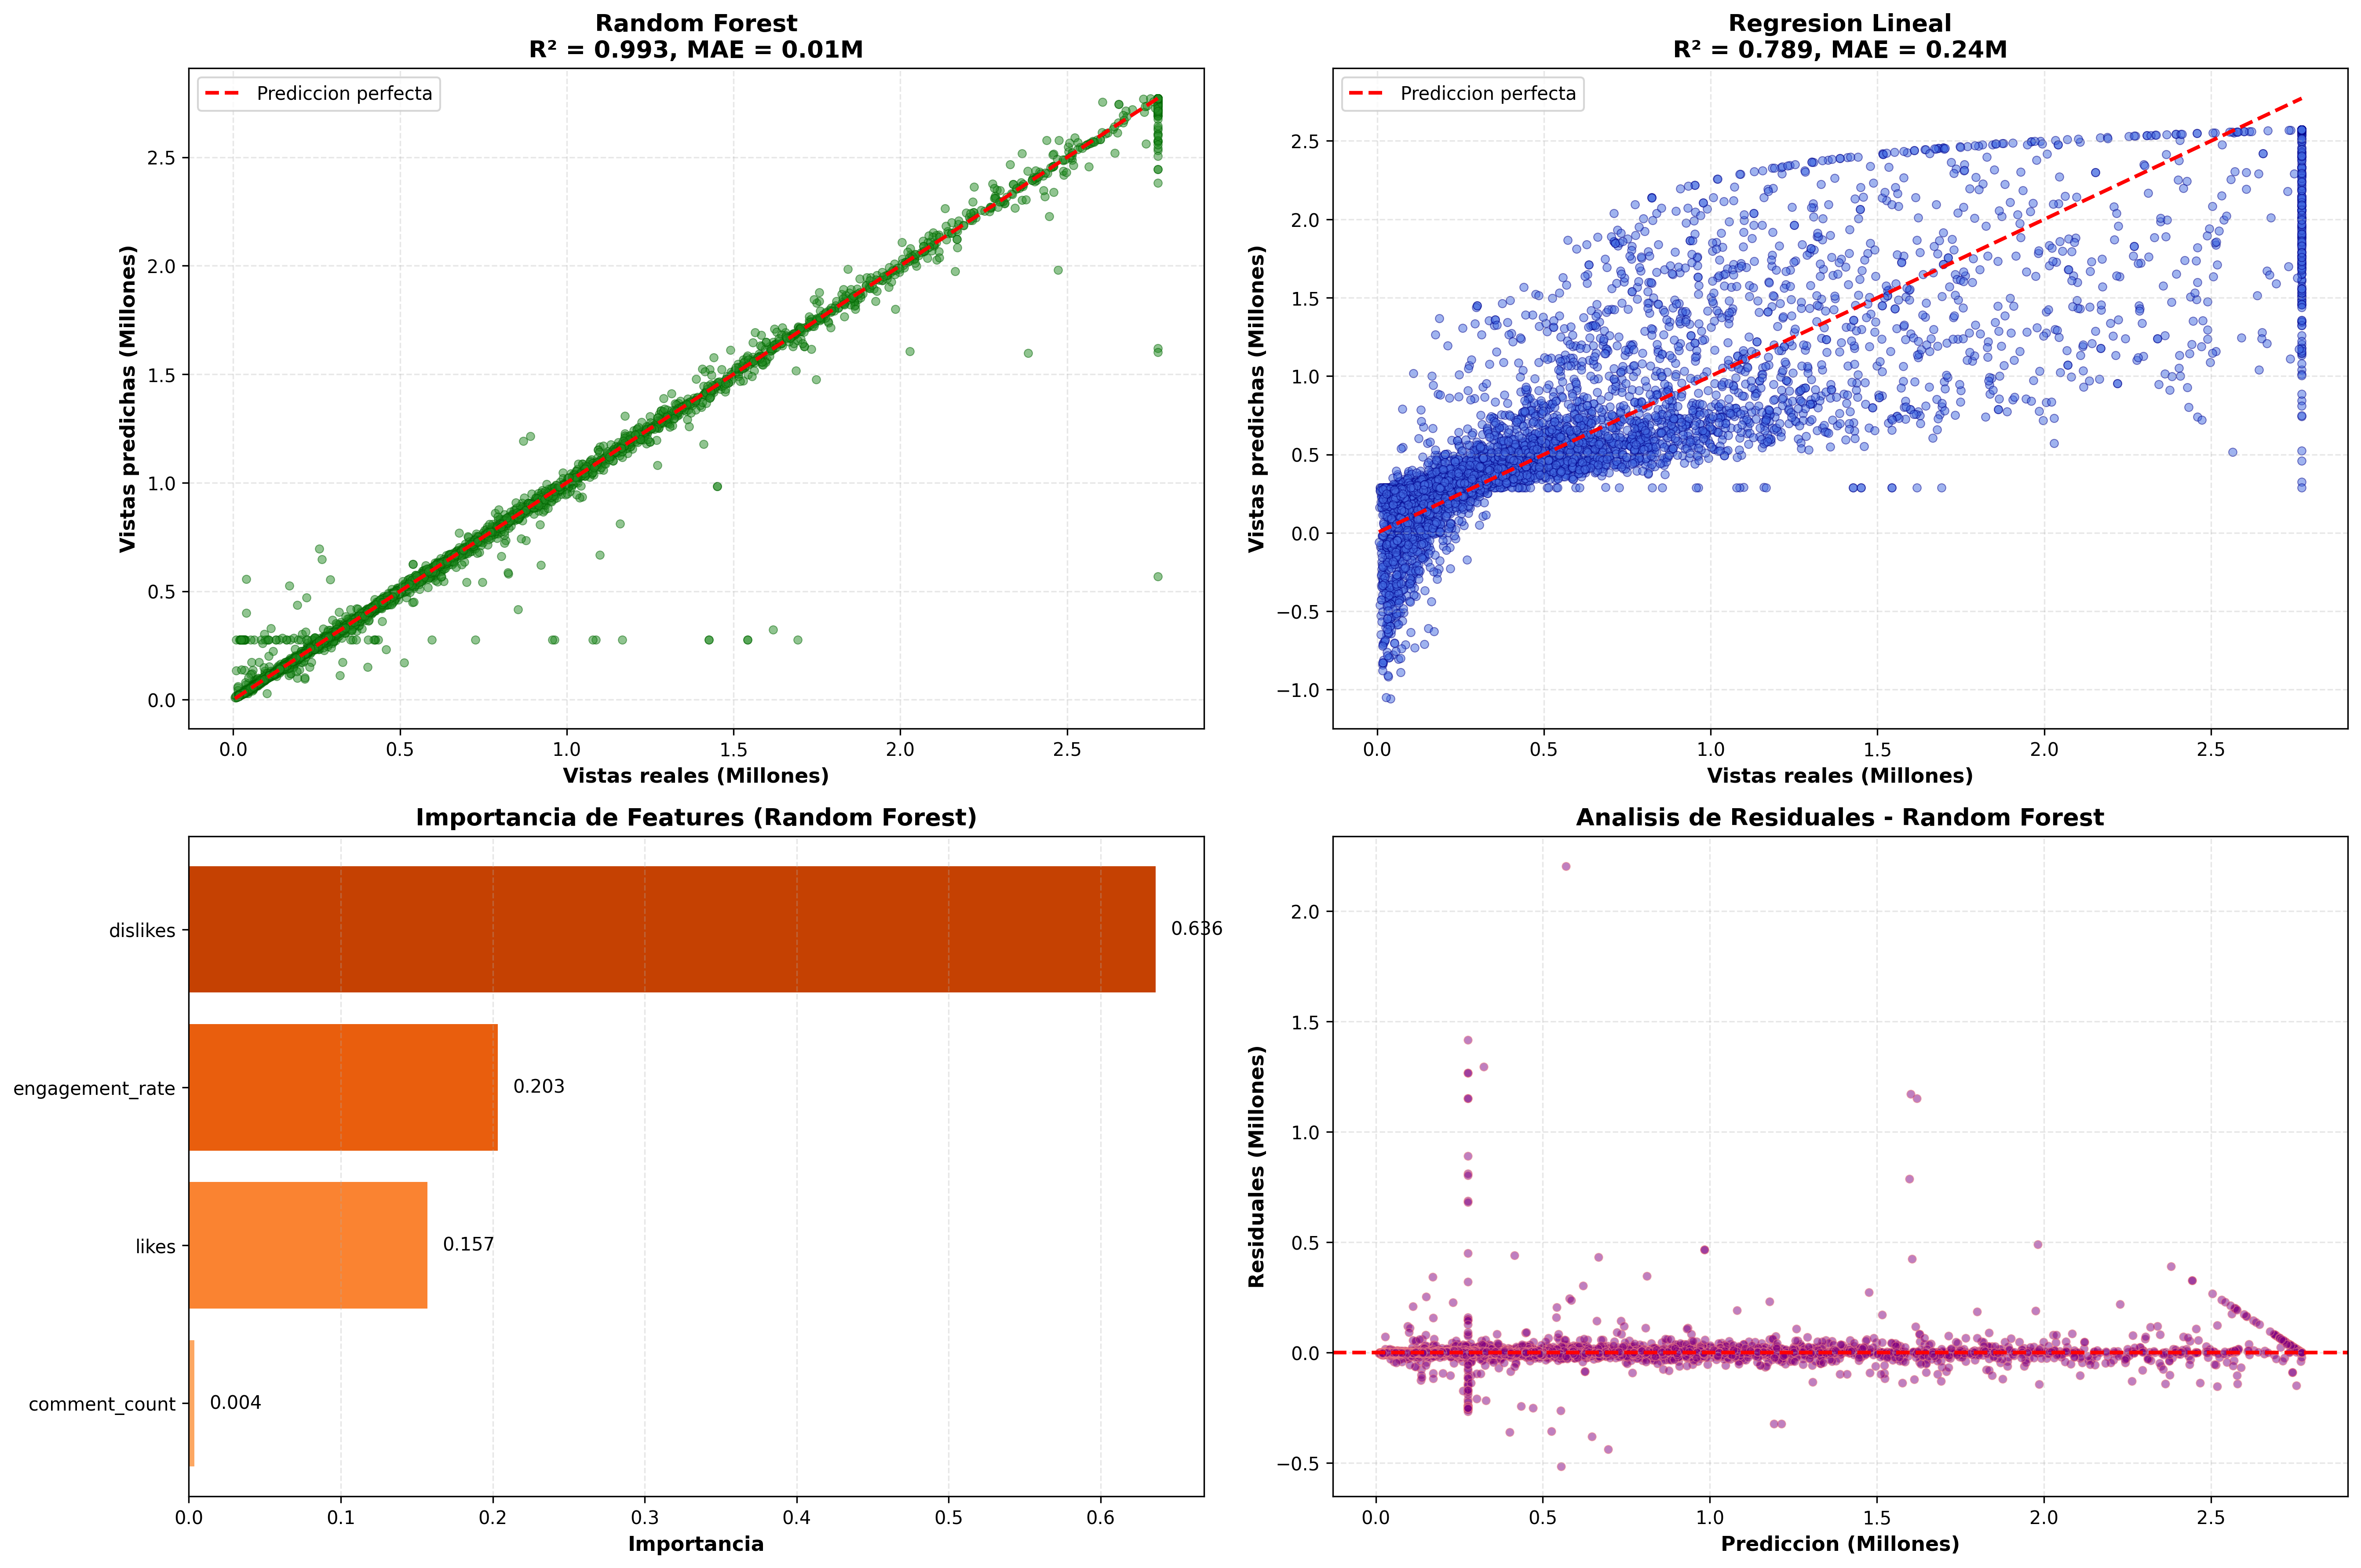 Random Forest
R² = 0.993, MAE = 0.01M
Prediccion perfecta
Vistas predichas (Millones)
2.5
2.0
1.5
1.0
0.5
0.0
0.0 0.5 1.0 1.5 2.0 2.5
Vistas reales (Millones)
Regresion Lineal
R² = 0.789, MAE = 0.24M
Prediccion perfecta
Vistas predichas (Millones)
2.5
2.0
1.5
1.0
0.5
0.0
−0.5
−1.0
0.0 0.5 1.0 1.5 2.0 2.5
Vistas reales (Millones)
Importancia de Features (Random Forest)
dislikes 0.636
engagement_rate 0.203
likes 0.157
comment_count 0.004
0.0 0.1 0.2 0.3 0.4 0.5 0.6
Importancia
Analisis de Residuales - Random Forest
Residuales (Millones)
2.0
1.5
1.0
0.5
0.0
−0.5
0.0 0.5 1.0 1.5 2.0 2.5
Prediccion (Millones)